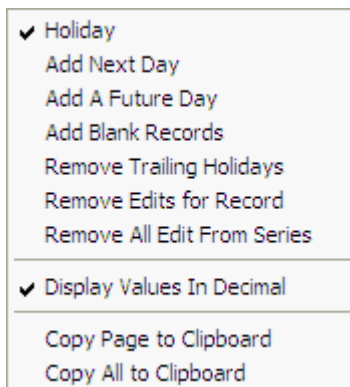 Holiday
Add Next Day
Add A Future Day
Add Blank Records
Remove Trailing Holidays
Remove Edits for Record
Remove All Edit From Series
Display Values In Decimal
Copy Page to Clipboard
Copy All to Clipboard